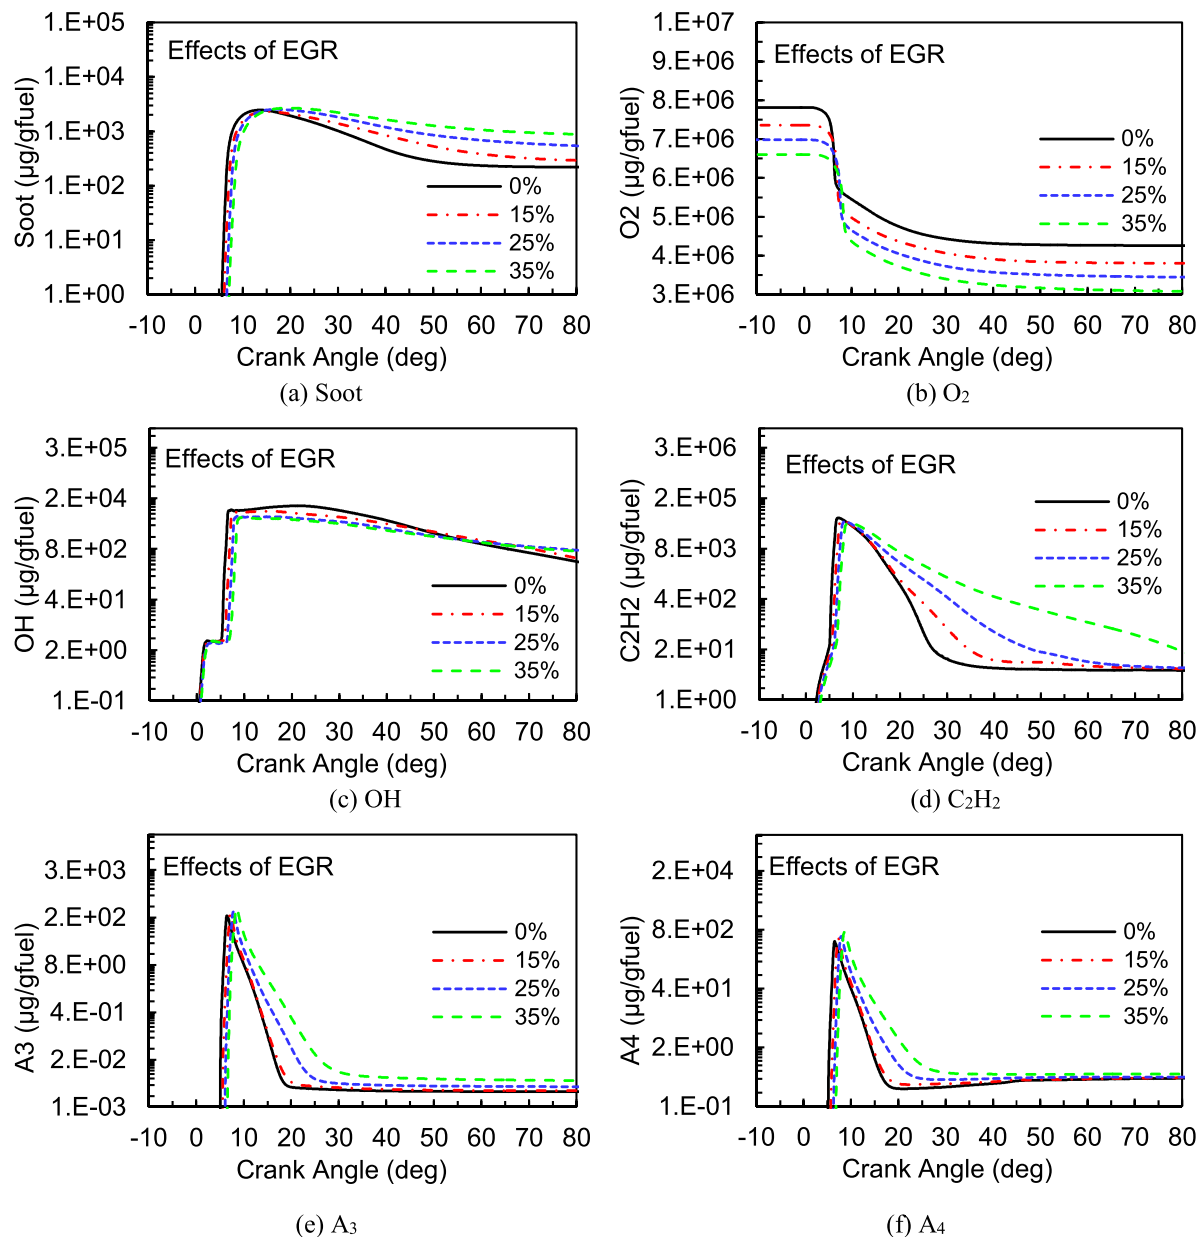 Effects of EGR
Soot (µg/gfuel)
1.E+05
1.E+04
1.E+03
1.E+02
1.E+01
1.E+00
0%
15%
25%
35%
-10 0 10 20 30 40 50 60 70 80
Crank Angle (deg)
(a) Soot
Effects of EGR
O2 (µg/gfuel)
1.E+07
9.E+06
8.E+06
7.E+06
6.E+06
5.E+06
4.E+06
3.E+06
0%
15%
25%
35%
-10 0 10 20 30 40 50 60 70 80
Crank Angle (deg)
(b) O2
Effects of EGR
OH (µg/gfuel)
3.E+05
2.E+04
8.E+02
4.E+01
2.E+00
1.E-01
0%
15%
25%
35%
-10 0 10 20 30 40 50 60 70 80
Crank Angle (deg)
(c) OH
Effects of EGR
C2H2 (µg/gfuel)
3.E+06
2.E+05
8.E+03
4.E+02
2.E+01
1.E+00
0%
15%
25%
35%
-10 0 10 20 30 40 50 60 70 80
Crank Angle (deg)
(d) C2H2
Effects of EGR
A3 (µg/gfuel)
3.E+03
2.E+02
8.E+00
4.E-01
2.E-02
1.E-03
0%
15%
25%
35%
-10 0 10 20 30 40 50 60 70 80
Crank Angle (deg)
(e) A3
Effects of EGR
A4 (µg/gfuel)
2.E+04
8.E+02
4.E+01
2.E+00
1.E-01
0%
15%
25%
35%
-10 0 10 20 30 40 50 60 70 80
Crank Angle (deg)
(f) A4